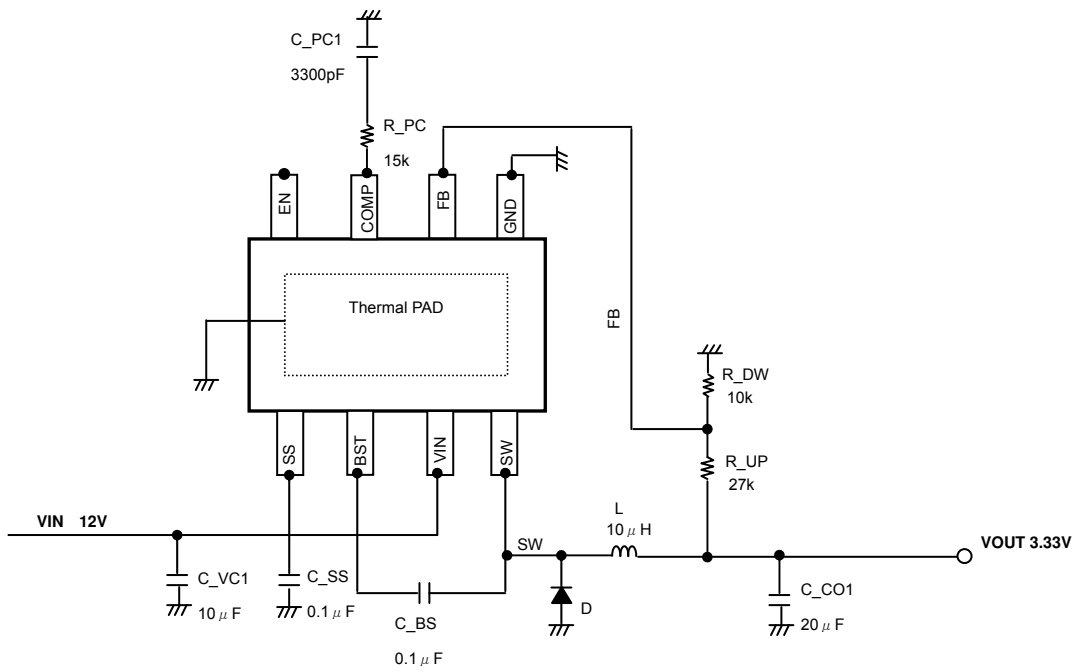 C_PC1
3300pF
R_PC
15k
EN
COMP
FB
GND
Thermal PAD
FB
R_DW
10k
SS
BST
VIN
SW
R_UP
27k
L
10μH
VIN 12V
SW
VOUT 3.33V
C_VC1
10μF
C_SS
0.1μF
C_BS
0.1μF
D
C_CO1
20μF